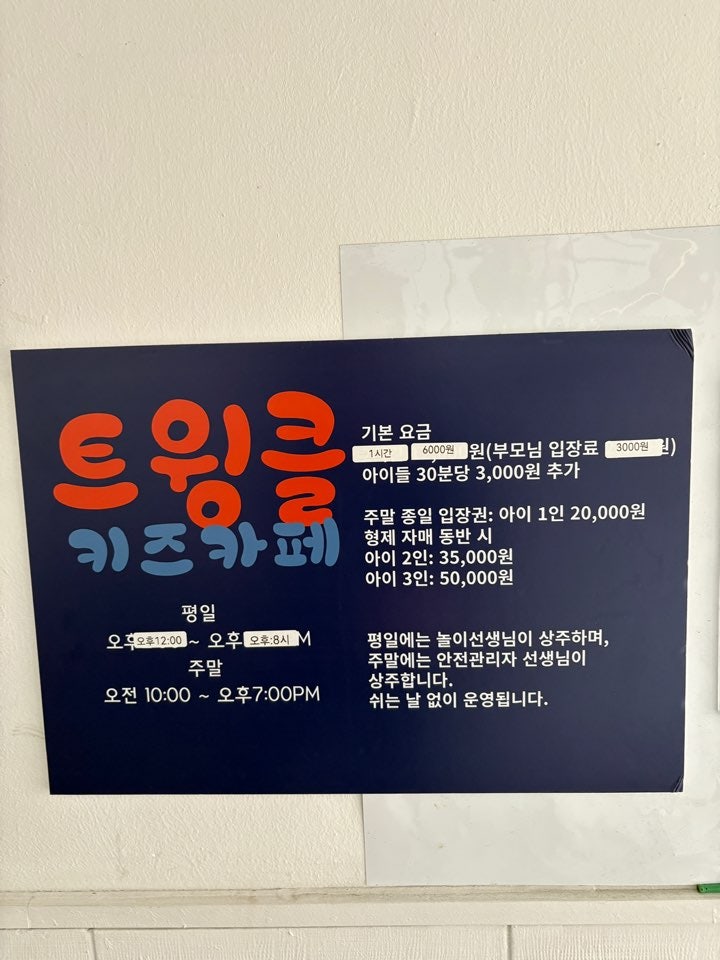 트윙클
키즈카페
평일
오후 오후12:00 ~ 오후 오후:8시 M
주말
오전 10:00 ~ 오후7:00PM
기본 요금
1시간 6000원 원(부모님 입장료 3000원 원)
아이들 30분당 3,000원 추가
주말 종일 입장권: 아이 1인 20,000원
형제 자매 동반 시
아이 2인: 35,000원
아이 3인: 50,000원
평일에는 놀이선생님이 상주하며,
주말에는 안전관리자 선생님이
상주합니다.
쉬는 날 없이 운영됩니다.